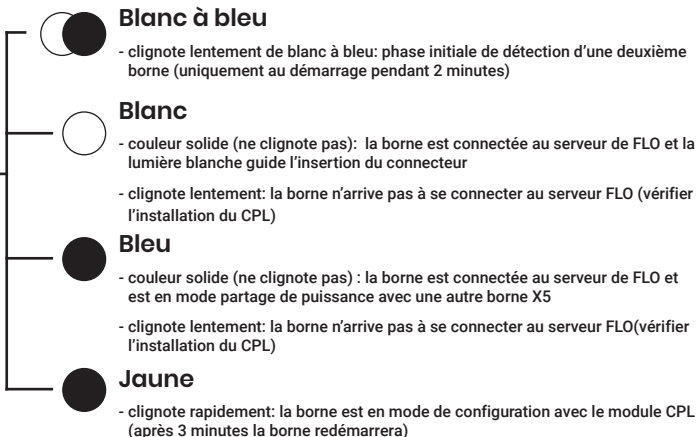 Blanc à bleu
- clignote lentement de blanc à bleu: phase initiale de détection d'une deuxième
borne (uniquement au démarrage pendant 2 minutes)
Blanc
- couleur solide (ne clignote pas):  la borne est connectée au serveur de FLO et la
lumière blanche guide l'insertion du connecteur
- clignote lentement: la borne n'arrive pas à se connecter au serveur FLO (vérifier
l'installation du CPL)
Bleu
- couleur solide (ne clignote pas) : la borne est connectée au serveur de FLO et
est en mode partage de puissance avec une autre borne X5
- clignote lentement: la borne n'arrive pas à se connecter au serveur FLO(vérifier
l'installation du CPL)
Jaune
- clignote rapidement: la borne est en mode de configuration avec le module CPL
(après 3 minutes la borne redémarrera)